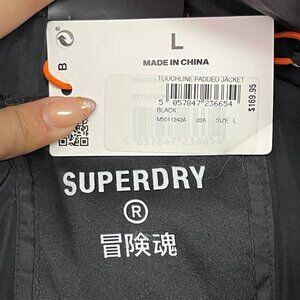 L
MADE IN CHINA
B
TOUCHLINE PADDED JACKET
5 057847 236654
BLACK
M5011242A 02A SIZE L
$169.95
SUPERDRY
®
冒険魂